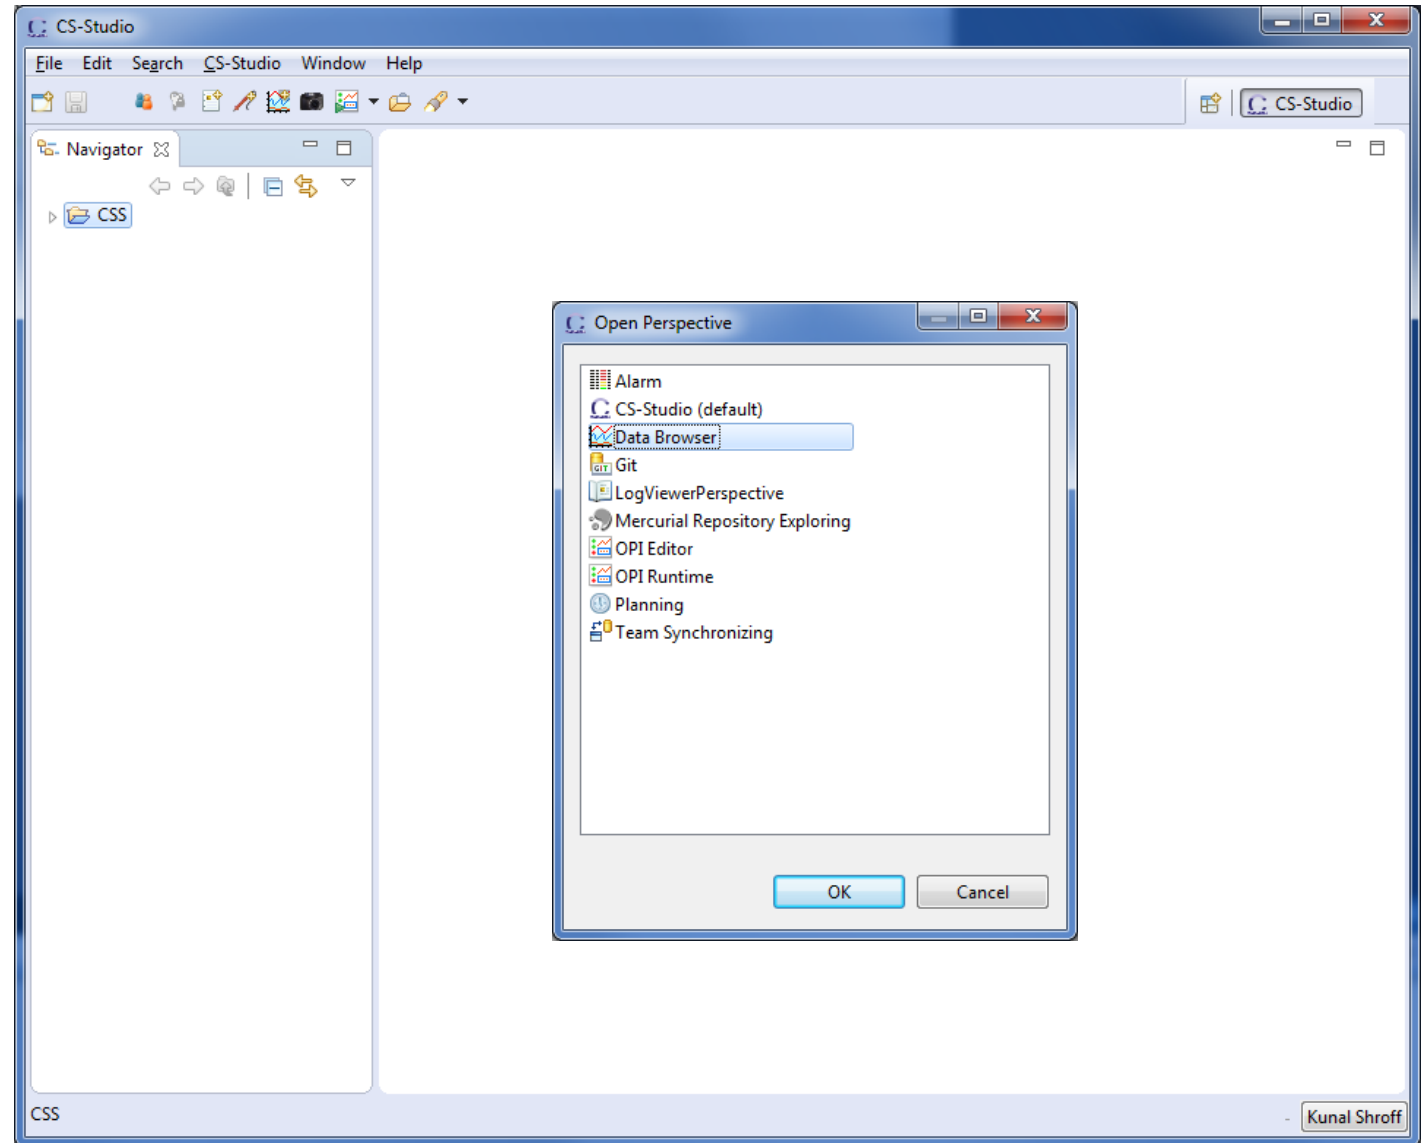 CS-Studio
File Edit Search CS-Studio Window Help
CS-Studio
Navigator
CSS
Open Perspective
Alarm
CS-Studio (default)
Data Browser
GIT Git
LogViewerPerspective
Mercurial Repository Exploring
OPI Editor
OPI Runtime
Planning
Team Synchronizing
OK Cancel
CSS - Kunal Shroff